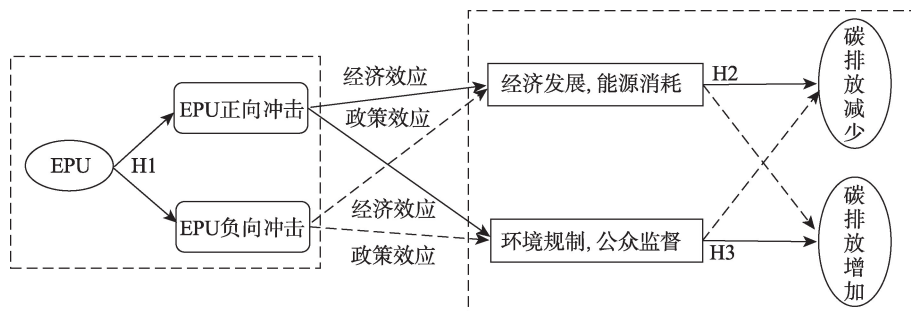 EPU
H1
EPU正向冲击
EPU负向冲击
经济效应
政策效应
经济效应
政策效应
经济发展, 能源消耗
环境规制, 公众监督
H2
H3
碳排放减少
碳排放增加